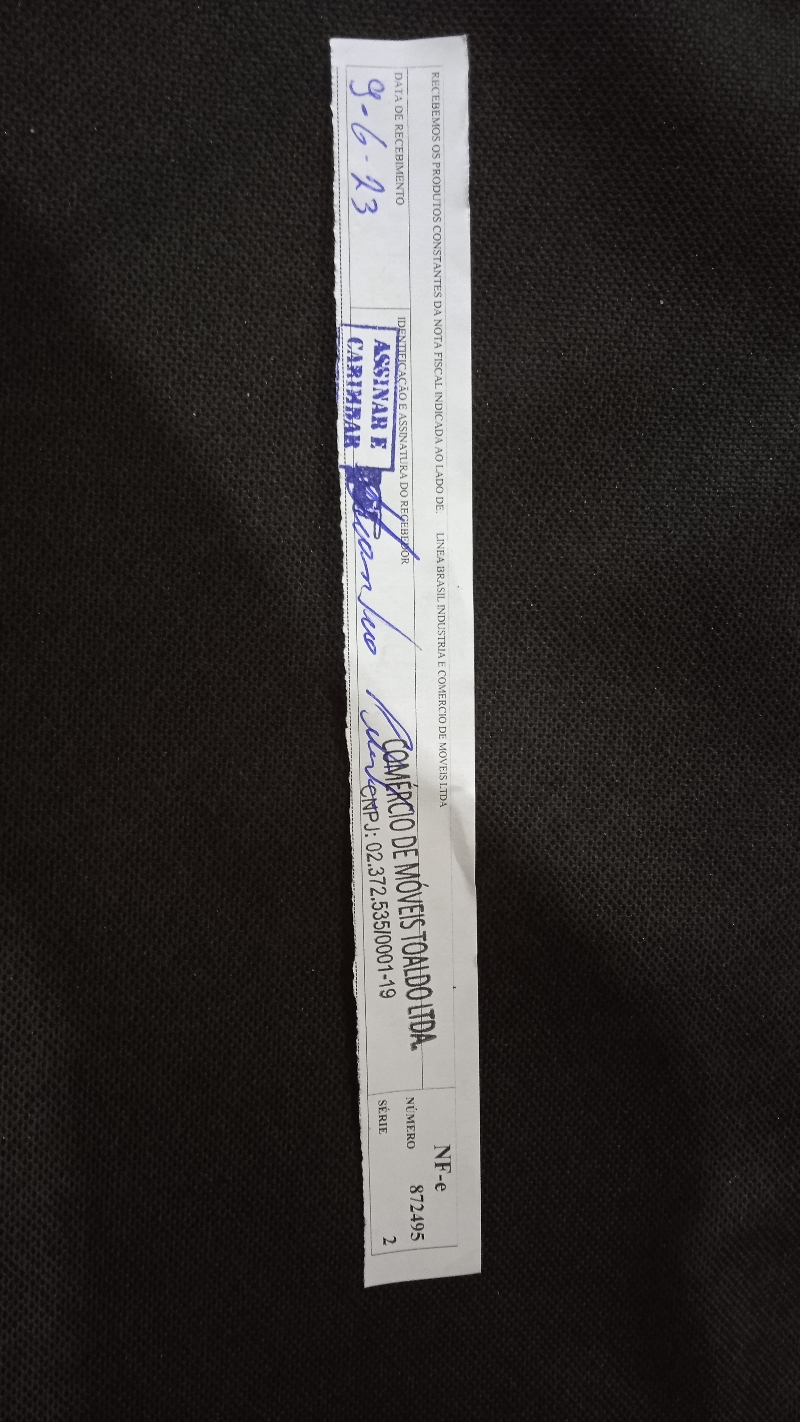 RECEBEMOS OS PRODUTOS CONSTANTES DA NOTA FISCAL INDICADA AO LADO DE: LINEA BRASIL INDUSTRIA E COMERCIO DE MOVEIS LTDA
DATA DE RECEBIMENTO
9-6-23
IDENTIFICAÇÃO E ASSINATURA DO RECEBEDOR
ASSINAR E
CARIMBAR
COMÉRCIO DE MÓVEIS TOALDO LTDA.
CNPJ: 02.372.535/0001-19
NF-e
NÚMERO 872495
SÉRIE 2